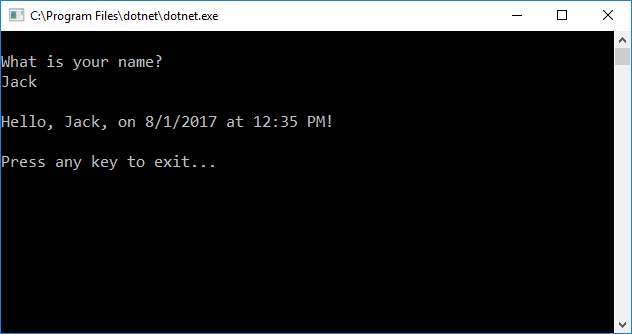 C:\Program Files\dotnet\dotnet.exe
What is your name?
Jack
Hello, Jack, on 8/1/2017 at 12:35 PM!
Press any key to exit...